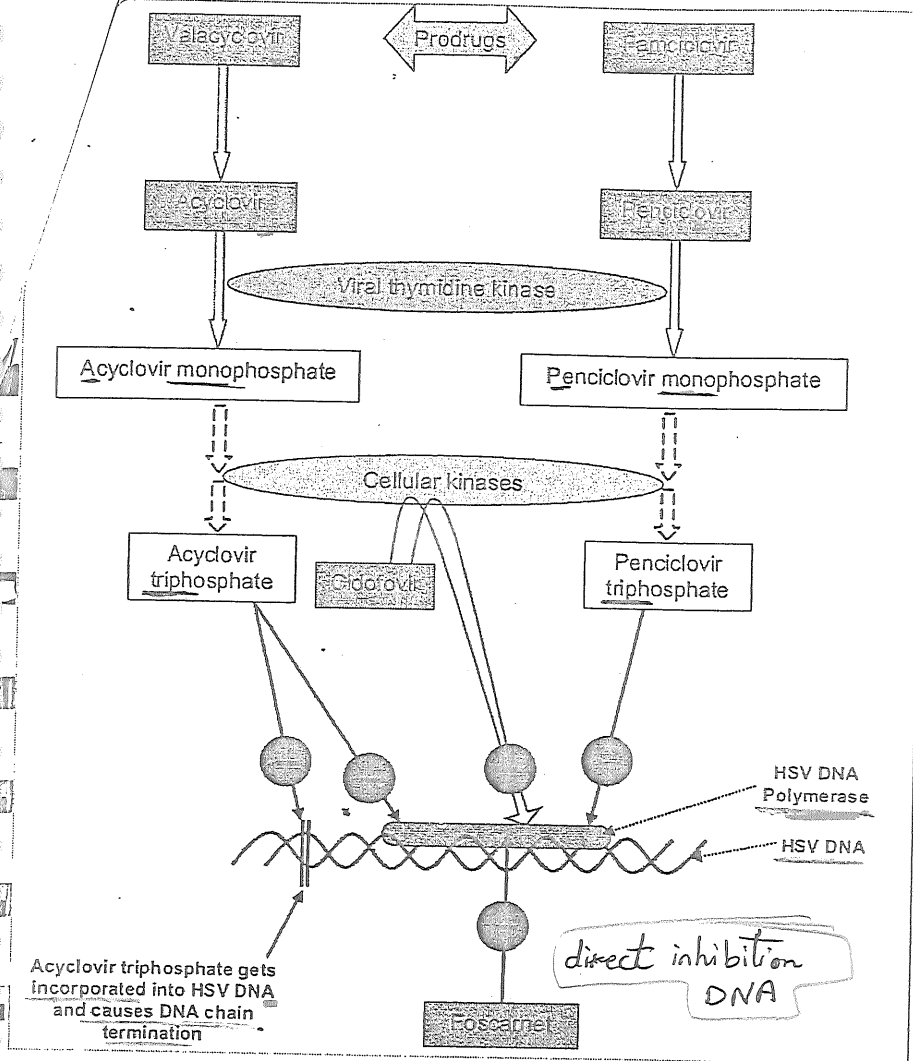 Valacyclovir
Prodrugs
Famciclovir
Acyclovir
Penciclovir
Viral thymidine kinase
Acyclovir monophosphate
Penciclovir monophosphate
Cellular kinases
Acyclovir
triphosphate
Cidofovir
Penciclovir
triphosphate
HSV DNA
Polymerase
HSV DNA
Acyclovir triphosphate gets
incorporated into HSV DNA
and causes DNA chain
termination
direct inhibition
DNA
Foscarnet